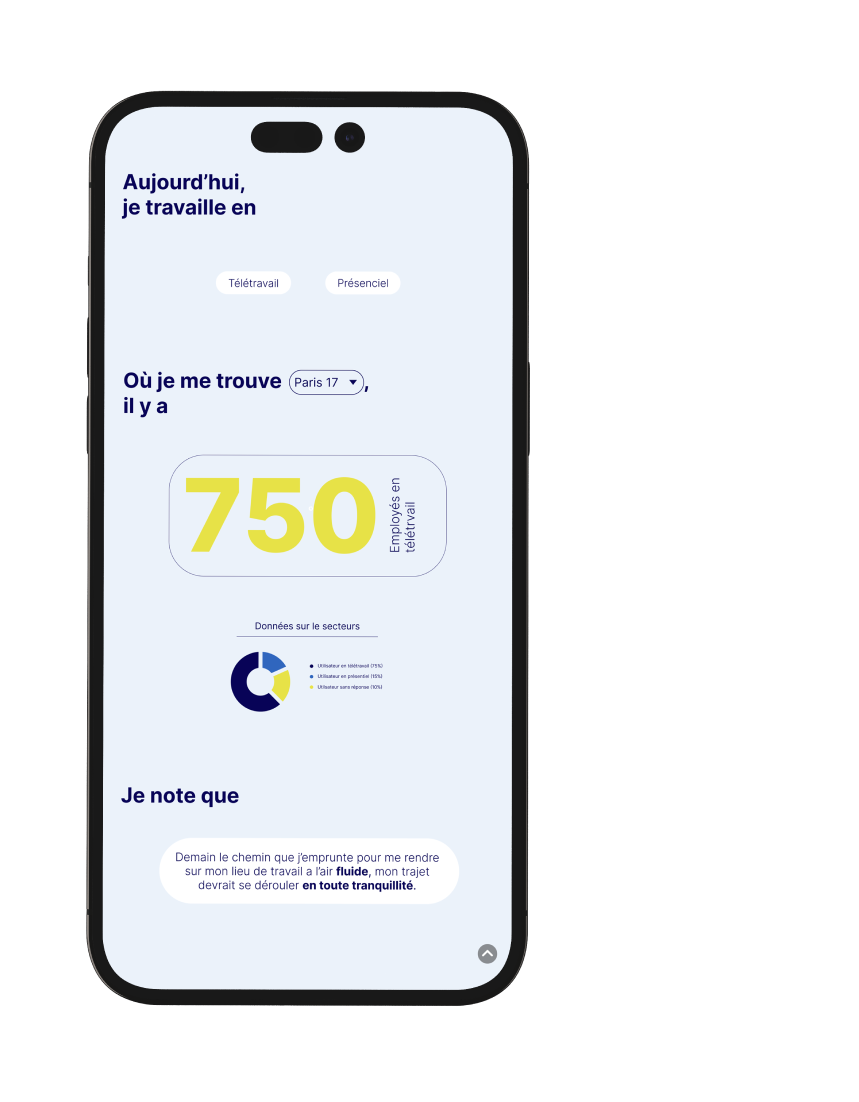 Aujourd’hui,
je travaille en
Télétravail
Présenciel
Où je me trouve Paris 17 ,
il y a
750
Employés en
télétrvail
Données sur le secteurs
Utilisateur en télétravail (75%)
Utilisateur en présentiel (15%)
Utilisateur sans réponse (10%)
Je note que
Demain le chemin que j’emprunte pour me rendre
sur mon lieu de travail a l’air fluide, mon trajet
devrait se dérouler en toute tranquillité.